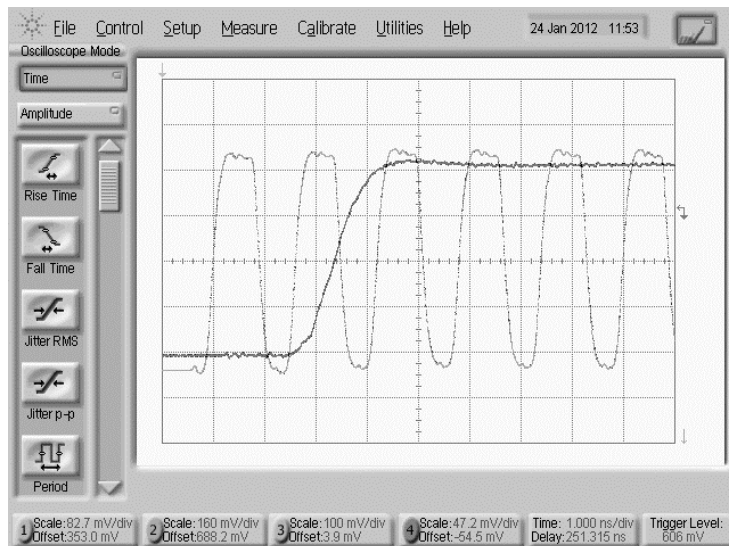 File Control Setup Measure Calibrate Utilities Help 24 Jan 2012 11:53
Oscilloscope Mode
Time
Amplitude
Rise Time
Fall Time
Jitter RMS
Jitter p-p
Period
1 Scale:82.7 mV/div 2 Scale:160 mV/div 3 Scale:100 mV/div 4 Scale:47.2 mV/div Time: 1.000 ns/div Trigger Level:
Offset:353.0 mV Offset:688.2 mV Offset:3.9 mV Offset:-54.5 mV Delay:251.315 ns 606 mV